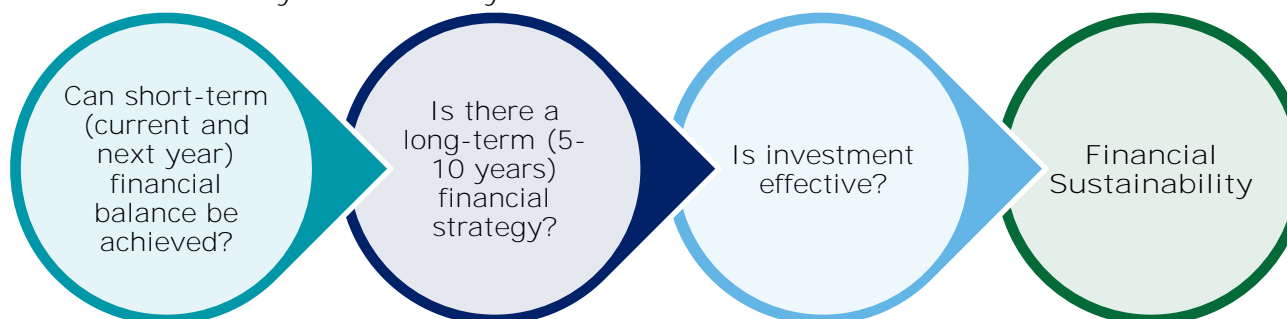 Can short-term
(current and
next year)
financial
balance be
achieved?
Is there a
long-term (5-
10 years)
financial
strategy?
Is investment
effective?
Financial
Sustainability